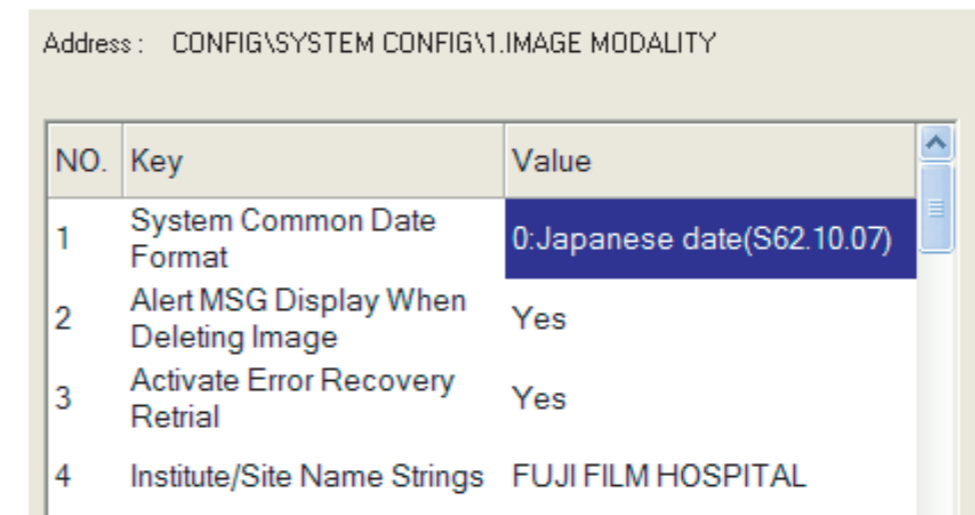 Address : CONFIG\SYSTEM CONFIG\1.IMAGE MODALITY
NO. Key Value
1 System Common Date Format 0:Japanese date(S62.10.07)
2 Alert MSG Display When Deleting Image Yes
3 Activate Error Recovery Retrial Yes
4 Institute/Site Name Strings FUJI FILM HOSPITAL